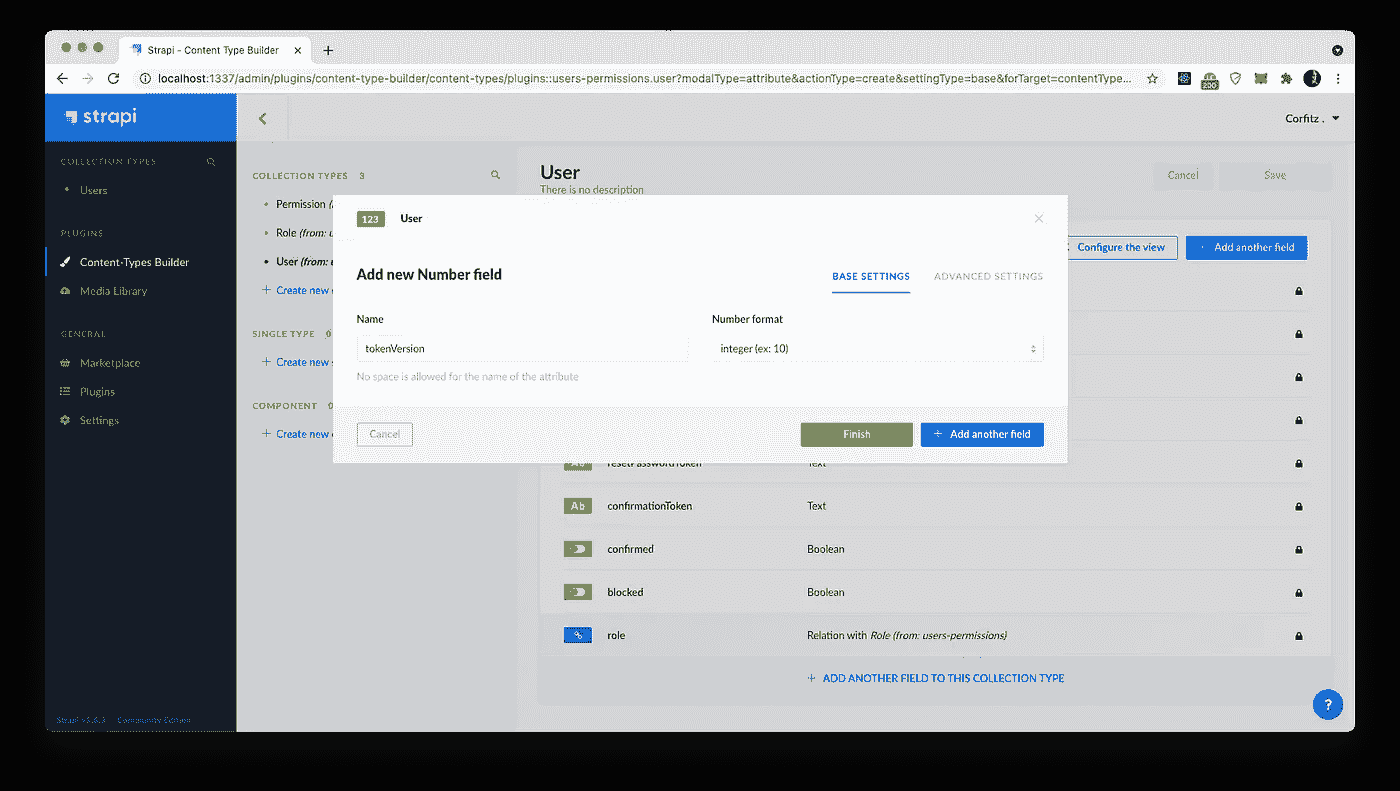 Strapi - Content Type Builder
localhost:1337/admin/plugins/content-type-builder/content-types/plugins::users-permissions.user?modalType=attribute&actionType=create&settingType=base&forTarget=contentType...
200
strapi
Corfitz .
COLLECTION TYPES
Users
PLUGINS
Content-Types Builder
Media Library
GENERAL
Marketplace
Plugins
Settings
Strapi v3.6.3 — Community Edition
COLLECTION TYPES 3
Permission
Role (from: u
User (from:
+ Create new
SINGLE TYPE 0
+ Create new
COMPONENT 0
+ Create new
User
There is no description
Cancel
Save
Configure the view
Add another field
123 User
Add new Number field
BASE SETTINGS
ADVANCED SETTINGS
Name
Number format
tokenVersion
integer (ex: 10)
No space is allowed for the name of the attribute
Cancel
Finish
+ Add another field
resetPasswordToken Text
Ab confirmationToken Text
confirmed Boolean
blocked Boolean
role Relation with Role (from: users-permissions)
+ ADD ANOTHER FIELD TO THIS COLLECTION TYPE
?